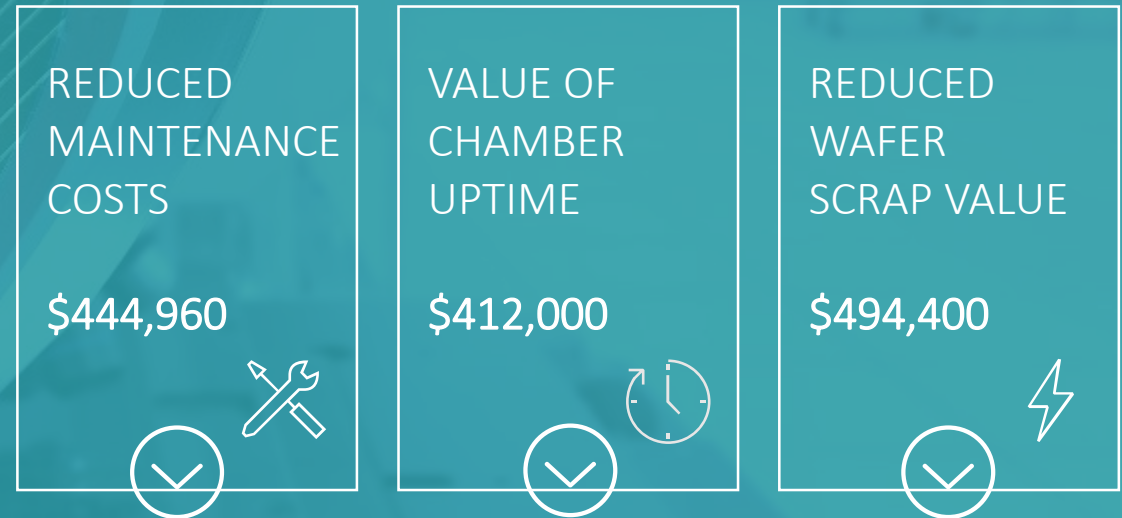 REDUCED
MAINTENANCE
COSTS
$444,960
VALUE OF
CHAMBER
UPTIME
$412,000
REDUCED
WAFER
SCRAP VALUE
$494,400